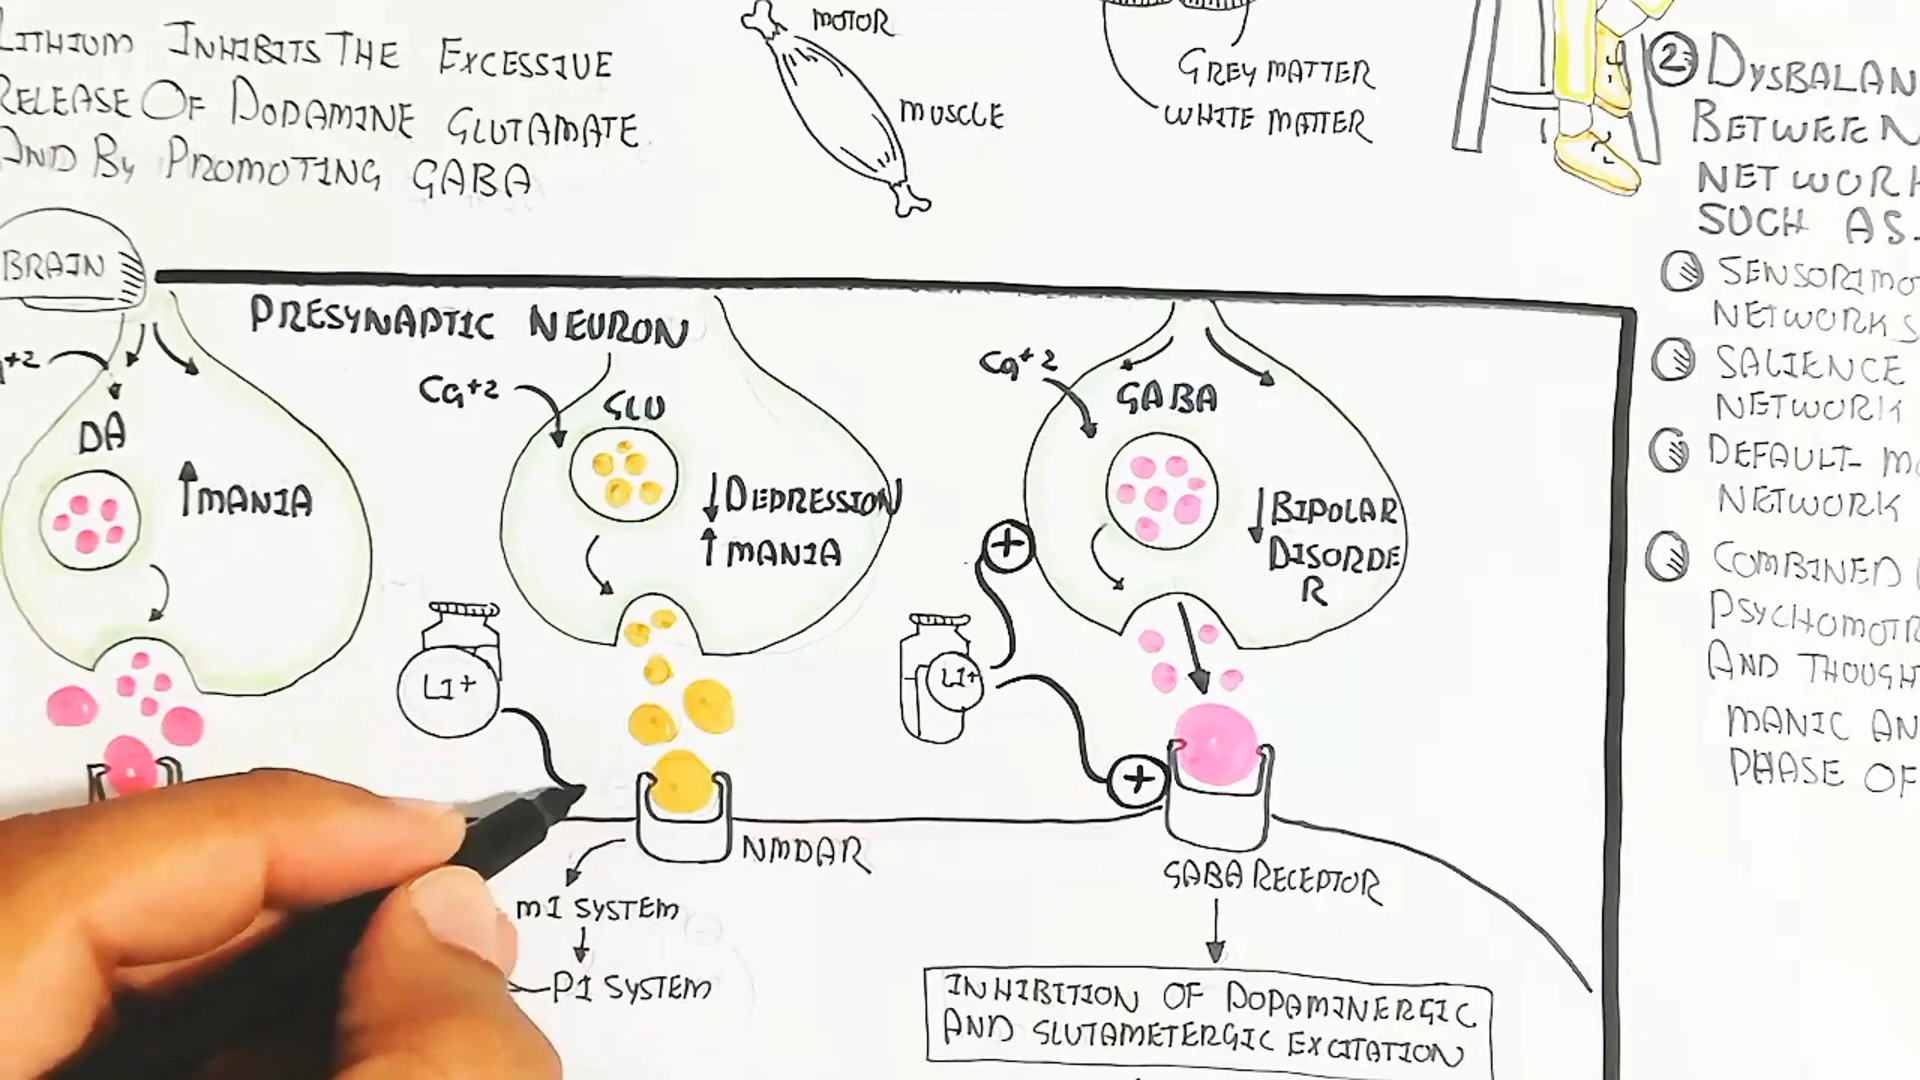 LITHIUM INHIBITS THE EXCESSIVE
RELEASE OF DOPAMINE GLUTAMATE
AND BY PROMOTING GABA
MOTOR
MUSCLE
GREY MATTER
WHITE MATTER
2 DYSBALAN
BETWEEN
NETWORK
SUCH AS-
SENSORIMO
NETWORKS
SALIENCE
NETWORK
DEFAULT-MO
NETWORK
COMBINED
PSYCHOMOTR
AND THOUGH
MANIC AN
PHASE OF
BRAIN
PRESYNAPTIC NEURON
+2
DA
↑MANIA
Ca+2
GLU
↓DEPRESSION
↑MANIA
LI+
NMDAR
MI SYSTEM
PI SYSTEM
Ca+2
GABA
↓BIPOLAR
DISORDE
R
+
LI+
+
GABA RECEPTOR
INHIBITION OF DOPAMINERGIC
AND GLUTAMETERGIC EXCITATION